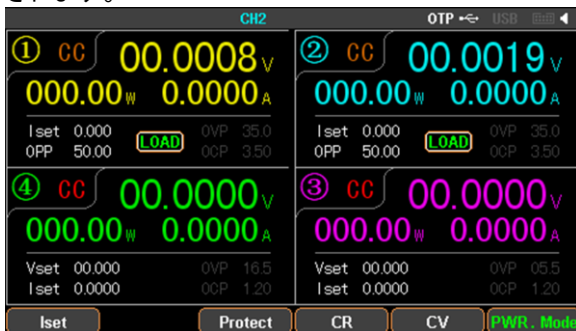 CH2 OTP USB
① CC 00.0008 V
000.00 W 0.0000 A
Iset 0.000 OVP 35.0
LOAD
OPP 50.00 OCP 3.50
② CC 00.0019 V
000.00 W 0.0000 A
Iset 0.000 OVP 35.0
LOAD
OPP 50.00 OCP 3.50
④ CC 00.0000 V
000.00 W 0.0000 A
Vset 00.000 OVP 16.5
Iset 0.0000 OCP 1.20
③ CC 00.0000 V
000.00 W 0.0000 A
Vset 00.000 OVP 05.5
Iset 0.0000 OCP 1.20
Iset Protect CR CV PWR. Mode